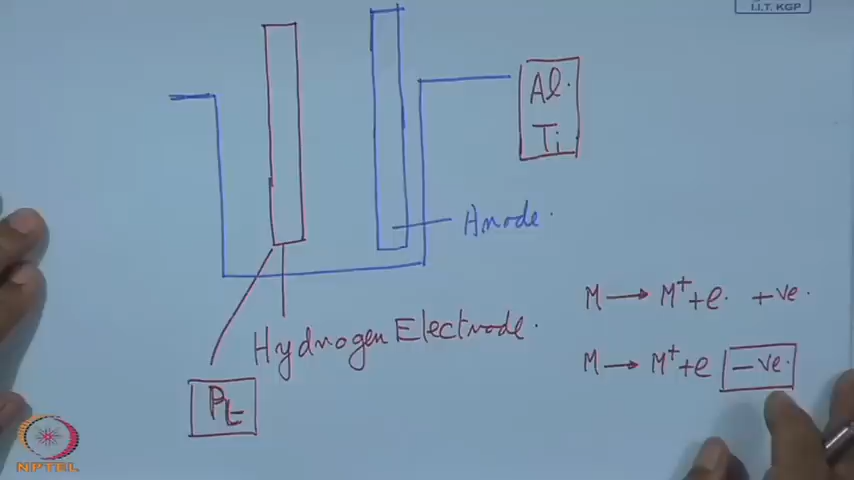 I.I.T. KGP
Al.
Ti
Anode.
M → M⁺ + e. +ve.
Hydrogen Electrode.
M → M⁺ + e -ve.
Pt
NPTEL